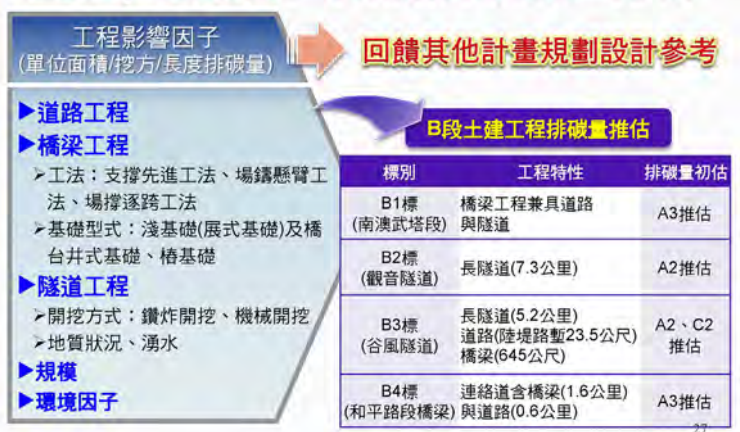 工程影響因子
(單位面積/挖方/長度排碳量)
回饋其他計畫規劃設計參考
▶道路工程
▶橋梁工程
➢工法：支撐先進工法、場鑄懸臂工
法、場撐逐跨工法
➢基礎型式：淺基礎(展式基礎)及橋
台井式基礎、樁基礎
▶隧道工程
➢開挖方式：鑽炸開挖、機械開挖
➢地質狀況、湧水
▶規模
▶環境因子
B段土建工程排碳量推估
標別 工程特性 排碳量初估
B1標
(南澳武塔段)
橋梁工程兼具道路
與隧道
A3推估
B2標
(觀音隧道)
長隧道(7.3公里)
A2推估
B3標
(谷風隧道)
長隧道(5.2公里)
道路(陸堤路塹23.5公尺)
橋梁(645公尺)
A2、C2
推估
B4標
(和平路段橋梁)
連絡道含橋梁(1.6公里)
與道路(0.6公里)
A3推估
27